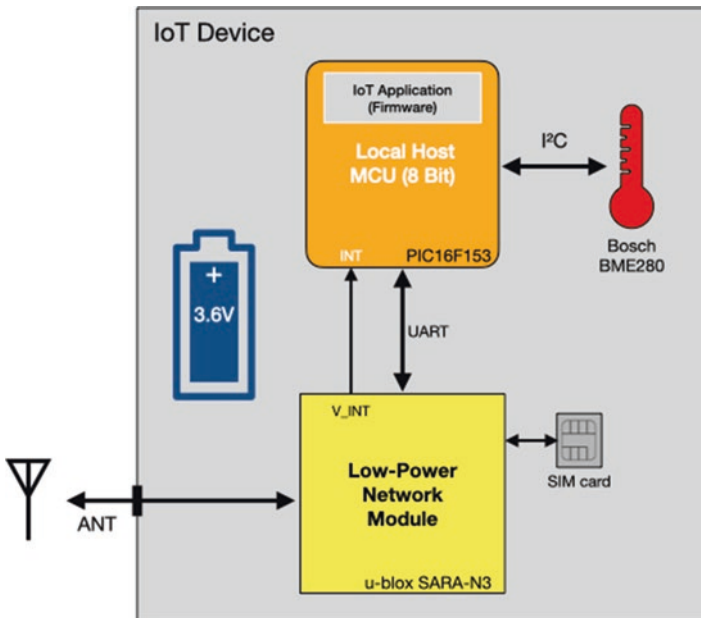 IoT Device
IoT Application
(Firmware)
Local Host
MCU (8 Bit)
INT
PIC16F153
I²C
Bosch
BME280
+
3.6V
UART
V_INT
Low-Power
Network
Module
u-blox SARA-N3
SIM card
ANT